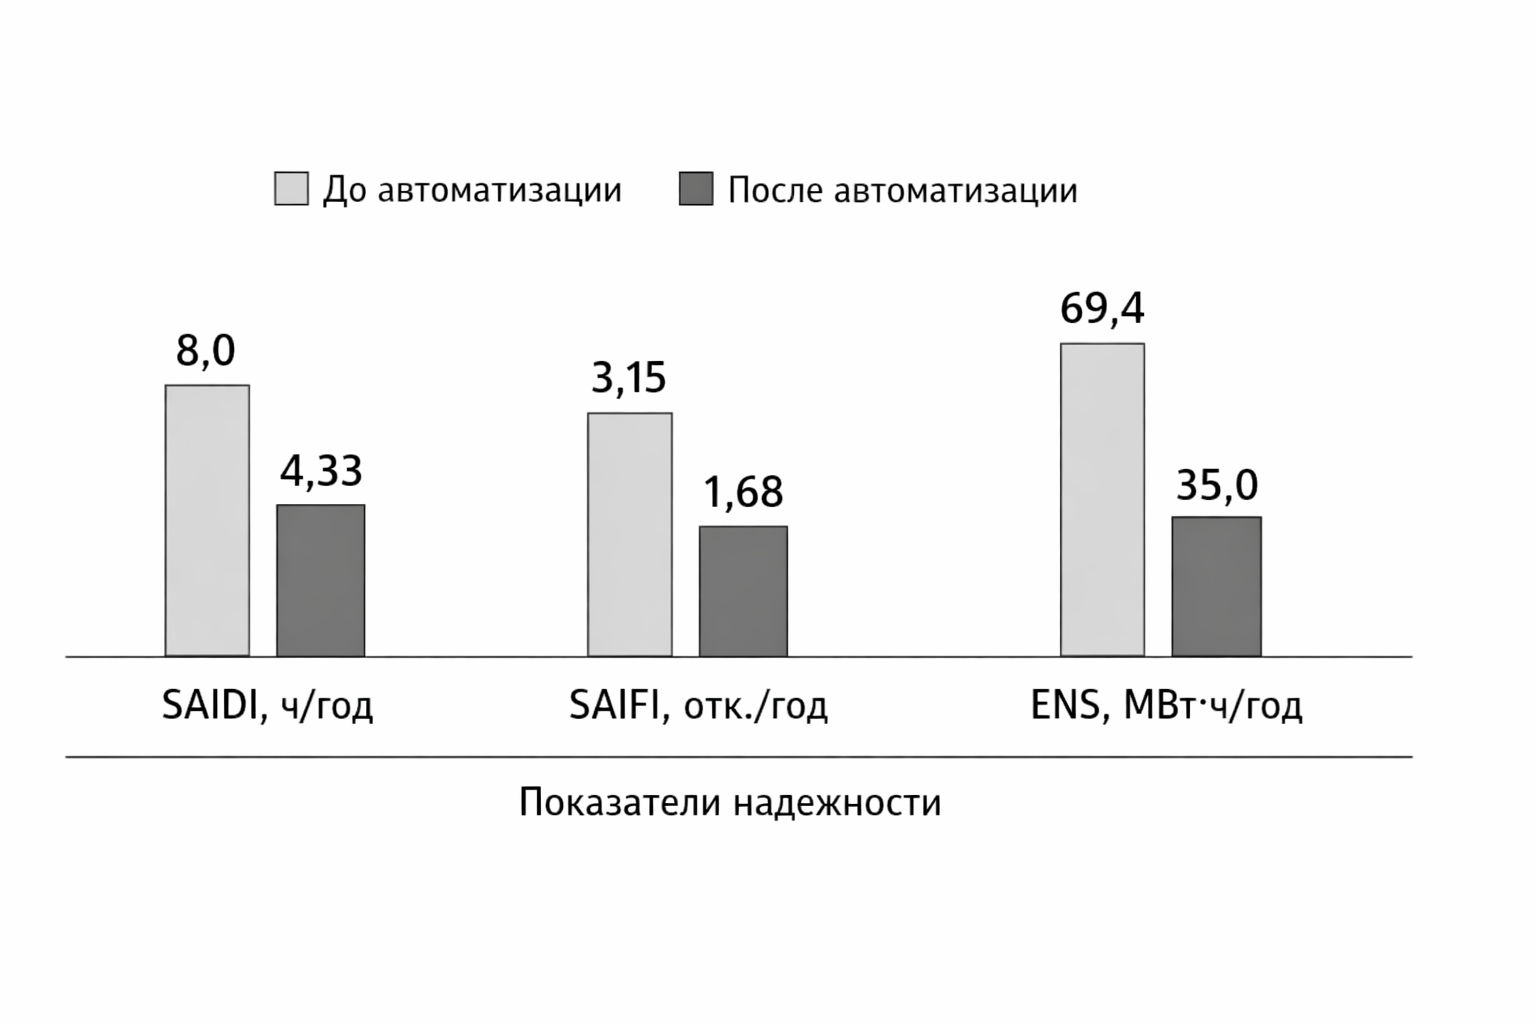 До автоматизации После автоматизации
69,4
8,0
3,15
4,33
35,0
1,68
SAIDI, ч/год SAIFI, отк./год ENS, МВт·ч/год
Показатели надежности